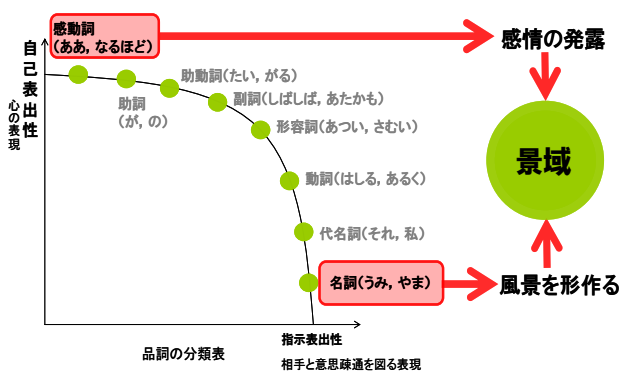 感動詞
(ああ, なるほど)
感情の発露
自己表出性
心の表現
助動詞(たい, がる)
助詞
(が, の)
副詞(しばしば, あたかも)
形容詞(あつい, さむい)
景域
動詞(はしる, あるく)
代名詞(それ, 私)
名詞(うみ, やま)
風景を形作る
指示表出性
品詞の分類表
相手と意思疎通を図る表現